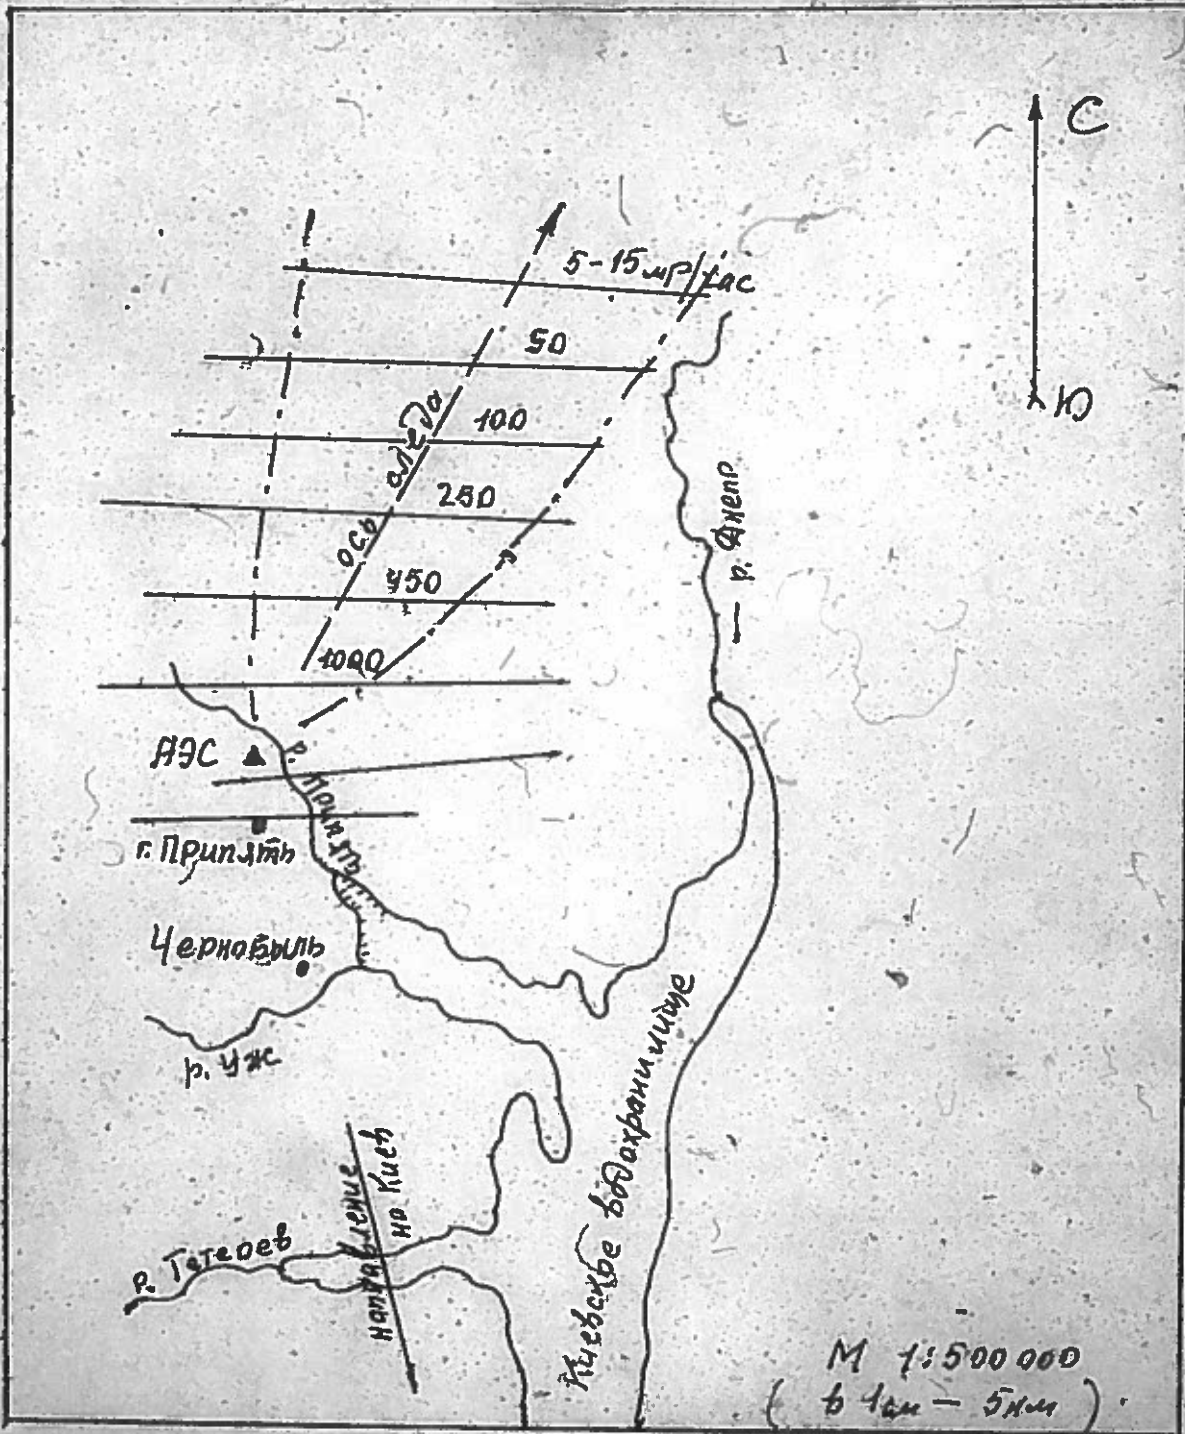 С
5-15 мР/час
50
100
250
450
1000
ось следа
Ю
р. Днепр
АЭС
р. Припять
г. Припять
Чернобыль
р. Уж
Киевское водохранилище
направление
на Киев
р. Тетерев
М 1:500 000
(в 1см — 5км)